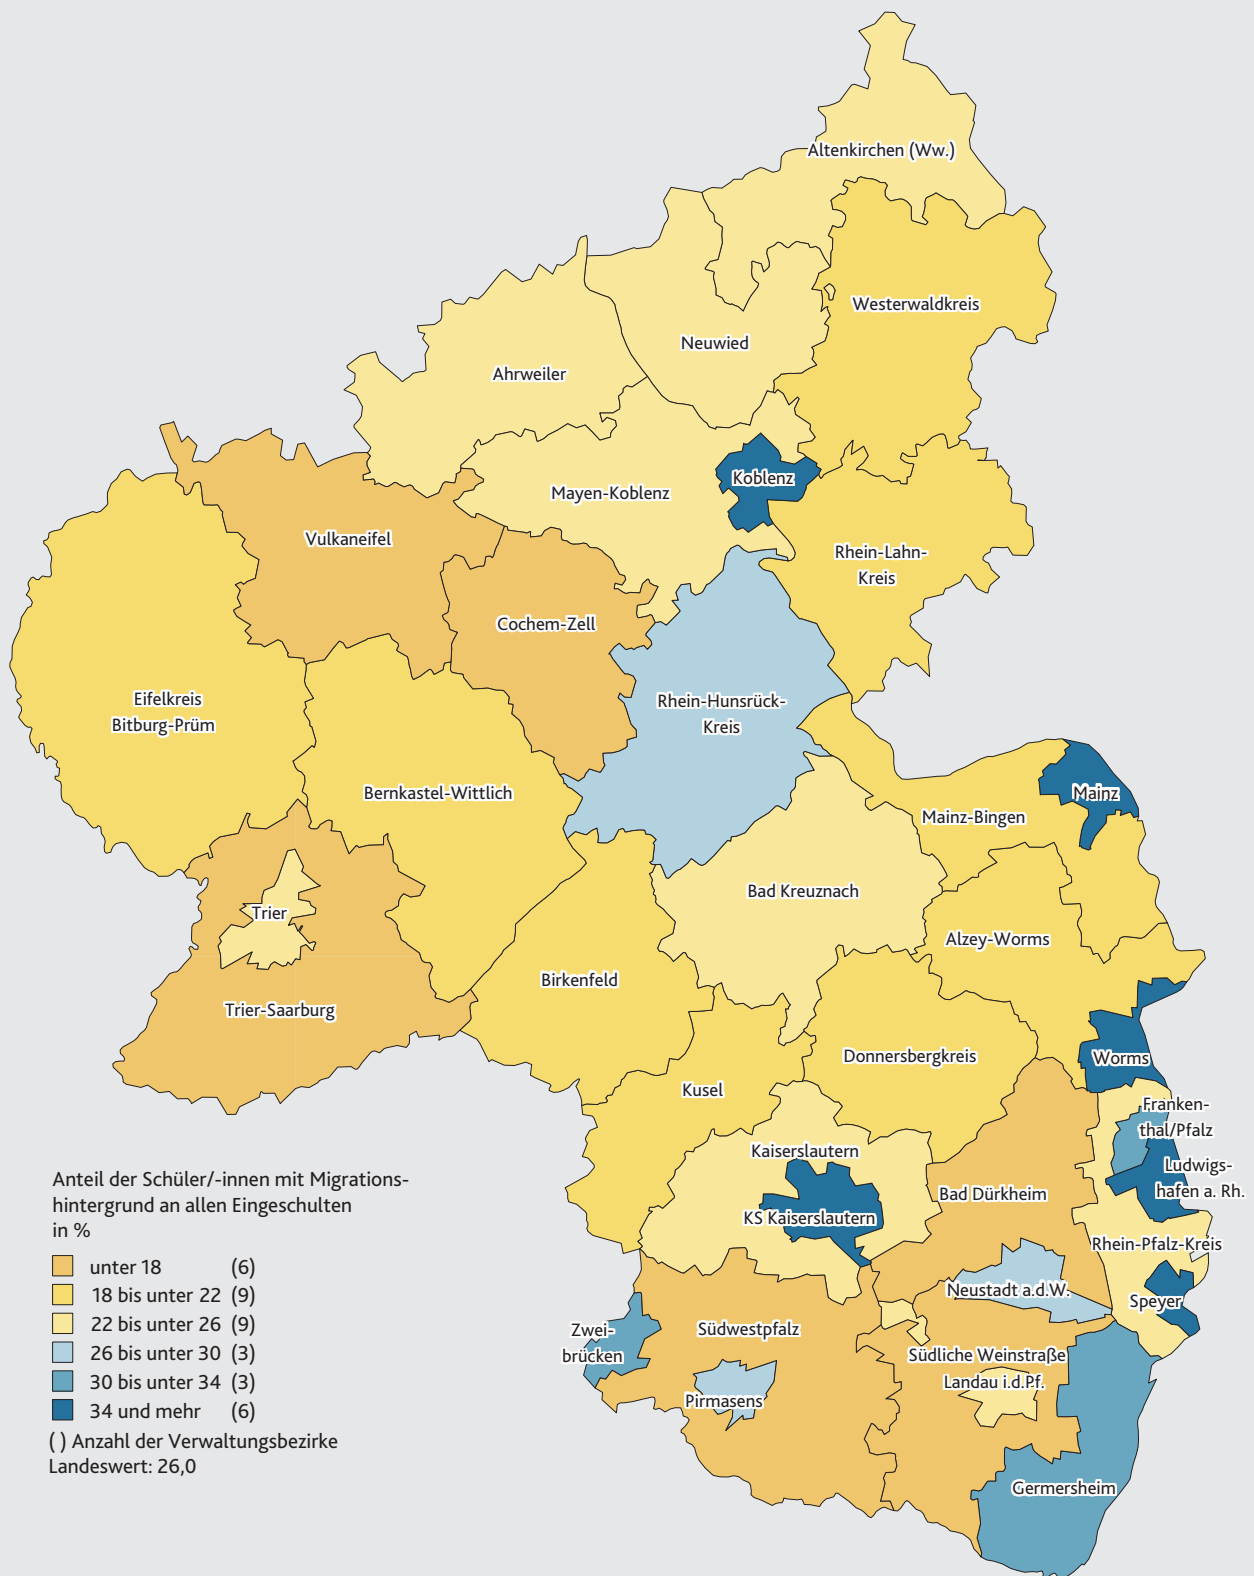 Altenkirchen (Ww.)
Westerwaldkreis
Neuwied
Ahrweiler
Koblenz
Mayen-Koblenz
Vulkaneifel
Rhein-Lahn-
Kreis
Cochem-Zell
Eifelkreis
Bitburg-Prüm
Rhein-Hunsrück-
Kreis
Bernkastel-Wittlich
Mainz
Mainz-Bingen
Bad Kreuznach
Trier
Alzey-Worms
Birkenfeld
Trier-Saarburg
Donnersbergkreis
Worms
Kusel
Franken-
thal/Pfalz
Kaiserslautern
Ludwigs-
hafen a. Rh.
Bad Dürkheim
KS Kaiserslautern
Rhein-Pfalz-Kreis
Neustadt a.d.W.
Speyer
Zwei-
brücken
Südwestpfalz
Südliche Weinstraße
Landau i.d.Pf.
Pirmasens
Germersheim
Anteil der Schüler/-innen mit Migrations-
hintergrund an allen Eingeschulten
in %
unter 18 (6)
18 bis unter 22 (9)
22 bis unter 26 (9)
26 bis unter 30 (3)
30 bis unter 34 (3)
34 und mehr (6)
( ) Anzahl der Verwaltungsbezirke
Landeswert: 26,0